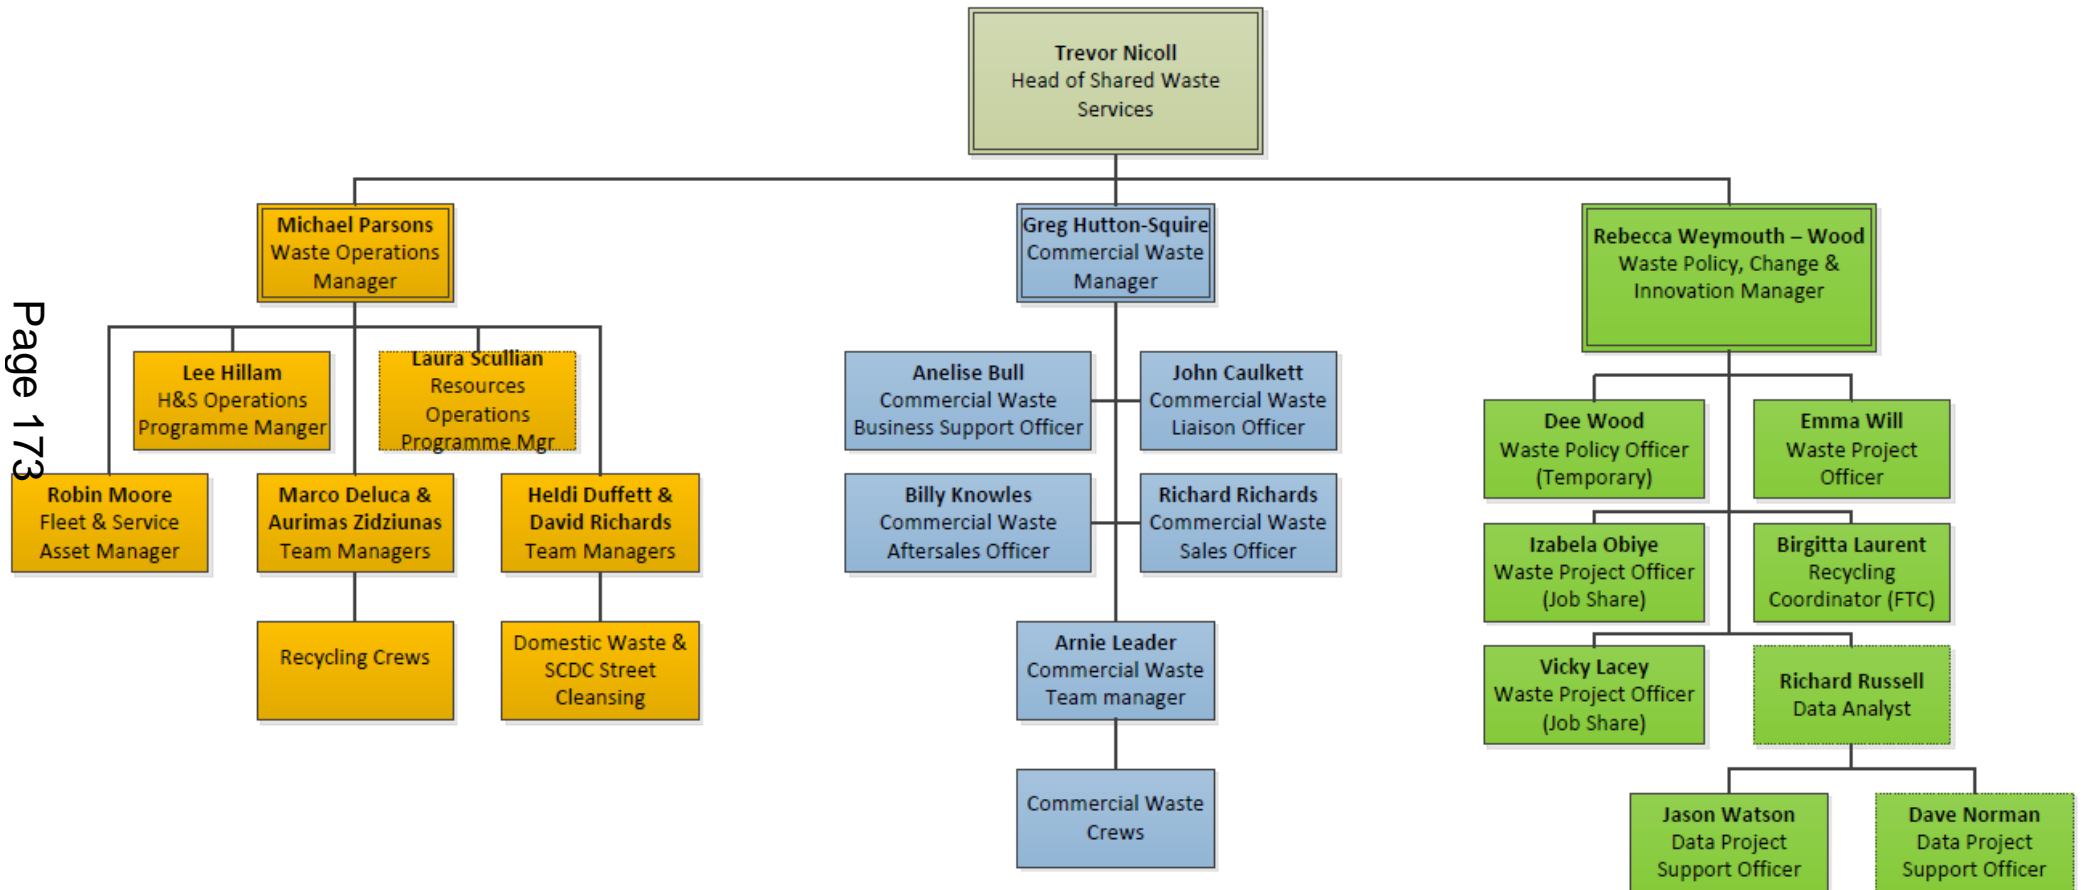 Trevor Nicoll
Head of Shared Waste
Services
Michael Parsons
Waste Operations
Manager
Greg Hutton-Squire
Commercial Waste
Manager
Rebecca Weymouth – Wood
Waste Policy, Change &
Innovation Manager
Page 173
Lee Hillam
H&S Operations
Programme Manger
Laura Scullian
Resources
Operations
Programme Mgr
Robin Moore
Fleet & Service
Asset Manager
Marco Deluca &
Aurimas Zidziunas
Team Managers
Heldi Duffett &
David Richards
Team Managers
Recycling Crews
Domestic Waste &
SCDC Street
Cleansing
Anelise Bull
Commercial Waste
Business Support Officer
John Caulkett
Commercial Waste
Liaison Officer
Billy Knowles
Commercial Waste
Aftersales Officer
Richard Richards
Commercial Waste
Sales Officer
Arnie Leader
Commercial Waste
Team manager
Commercial Waste
Crews
Dee Wood
Waste Policy Officer
(Temporary)
Emma Will
Waste Project
Officer
Izabela Obiye
Waste Project Officer
(Job Share)
Birgitta Laurent
Recycling
Coordinator (FTC)
Vicky Lacey
Waste Project Officer
(Job Share)
Richard Russell
Data Analyst
Jason Watson
Data Project
Support Officer
Dave Norman
Data Project
Support Officer